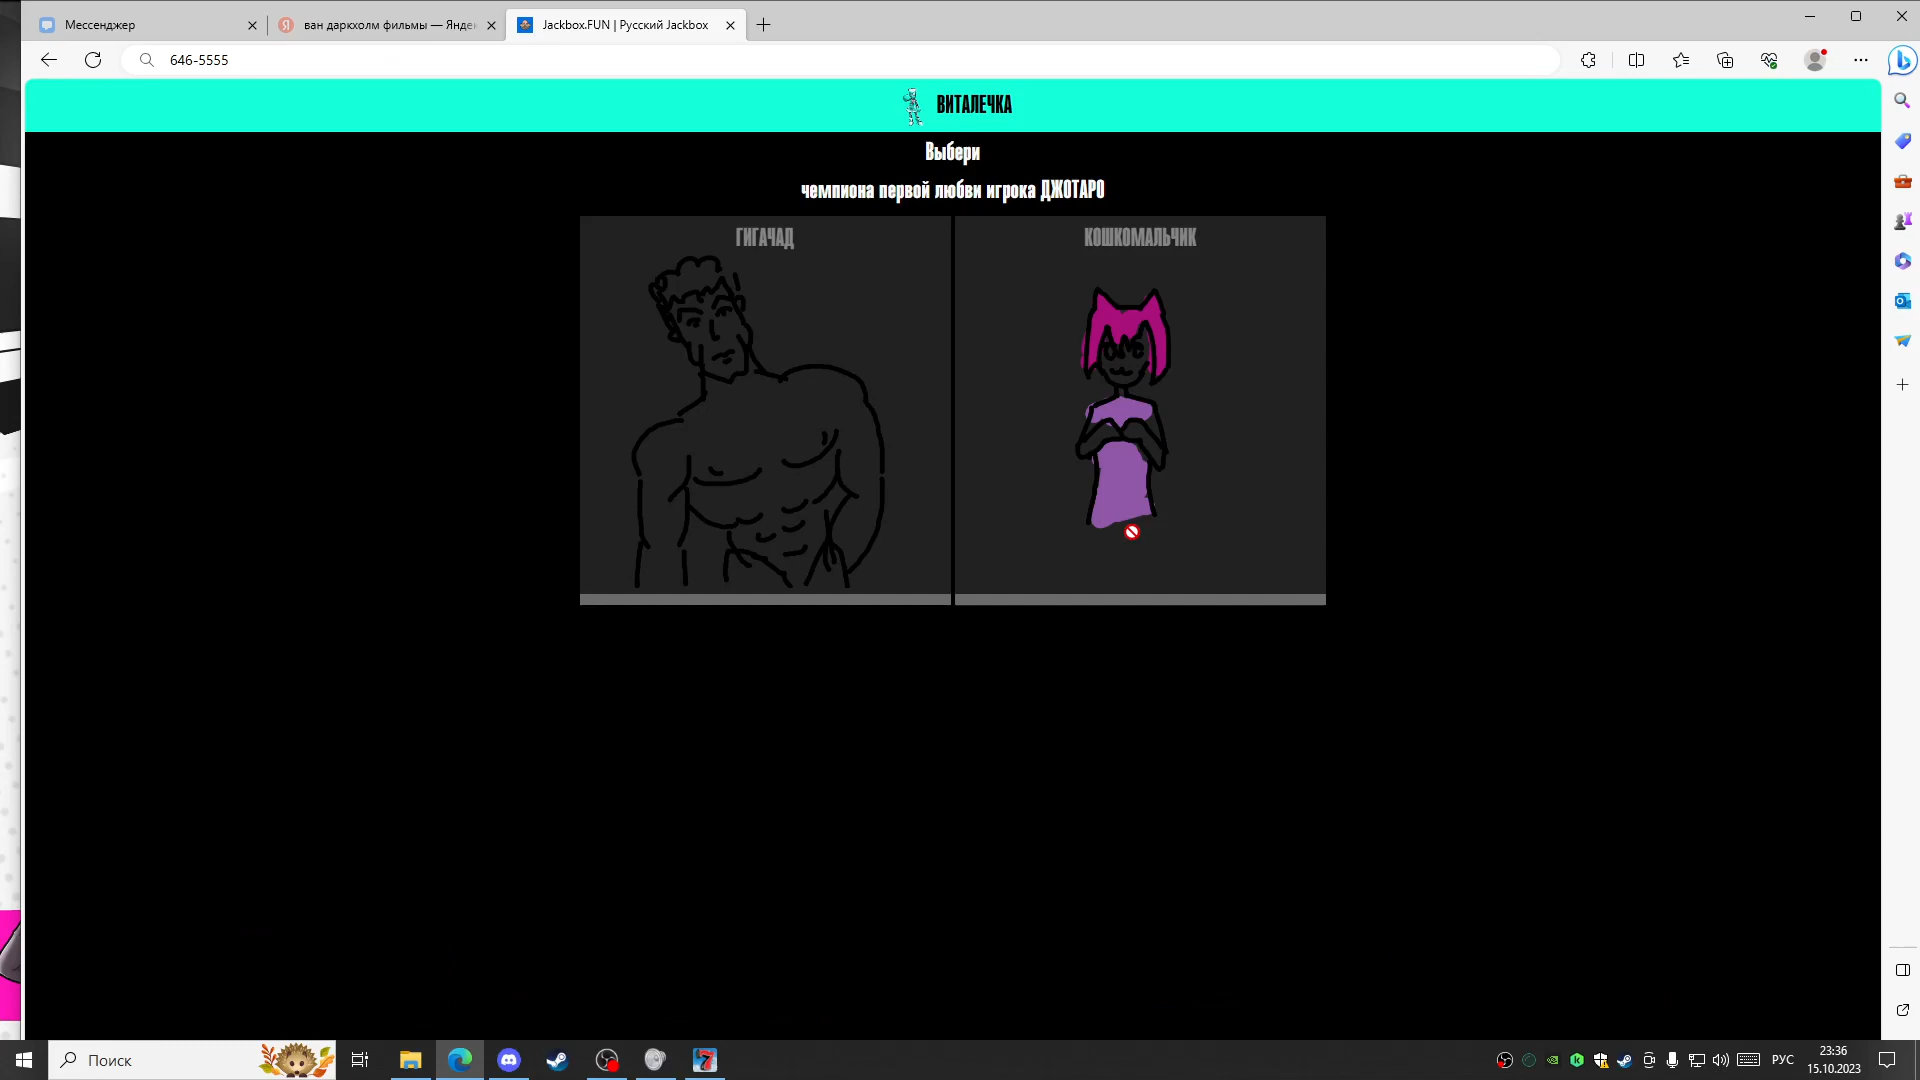 Мессенджер
ван даркхолм фильмы — Яндек
Jackbox.FUN | Русский Jackbox
646-5555
ВИТАЛЕЧКА
Выбери
чемпиона первой любви игрока ДЖОТАРО
ГИГАЧАД
КОШКОМАЛЬЧИК
Поиск
РУС
23:36
15.10.2023